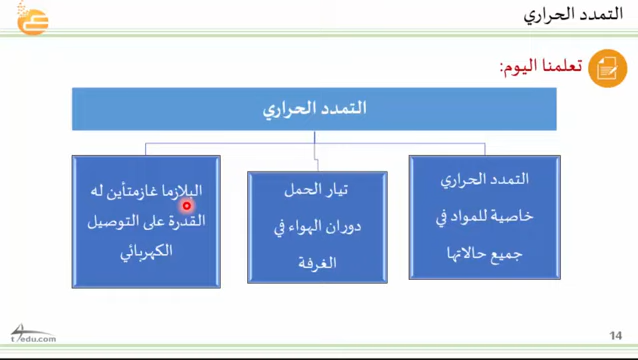 التمدد الحراري
تعلمنا اليوم:
التمدد الحراري
التمدد الحراري
خاصية للمواد في
جميع حالاتها
تيار الحمل
دوران الهواء في
الغرفة
البلازما غازمتأين له
القدرة على التوصيل
الكهربائي
14
t4edu.com